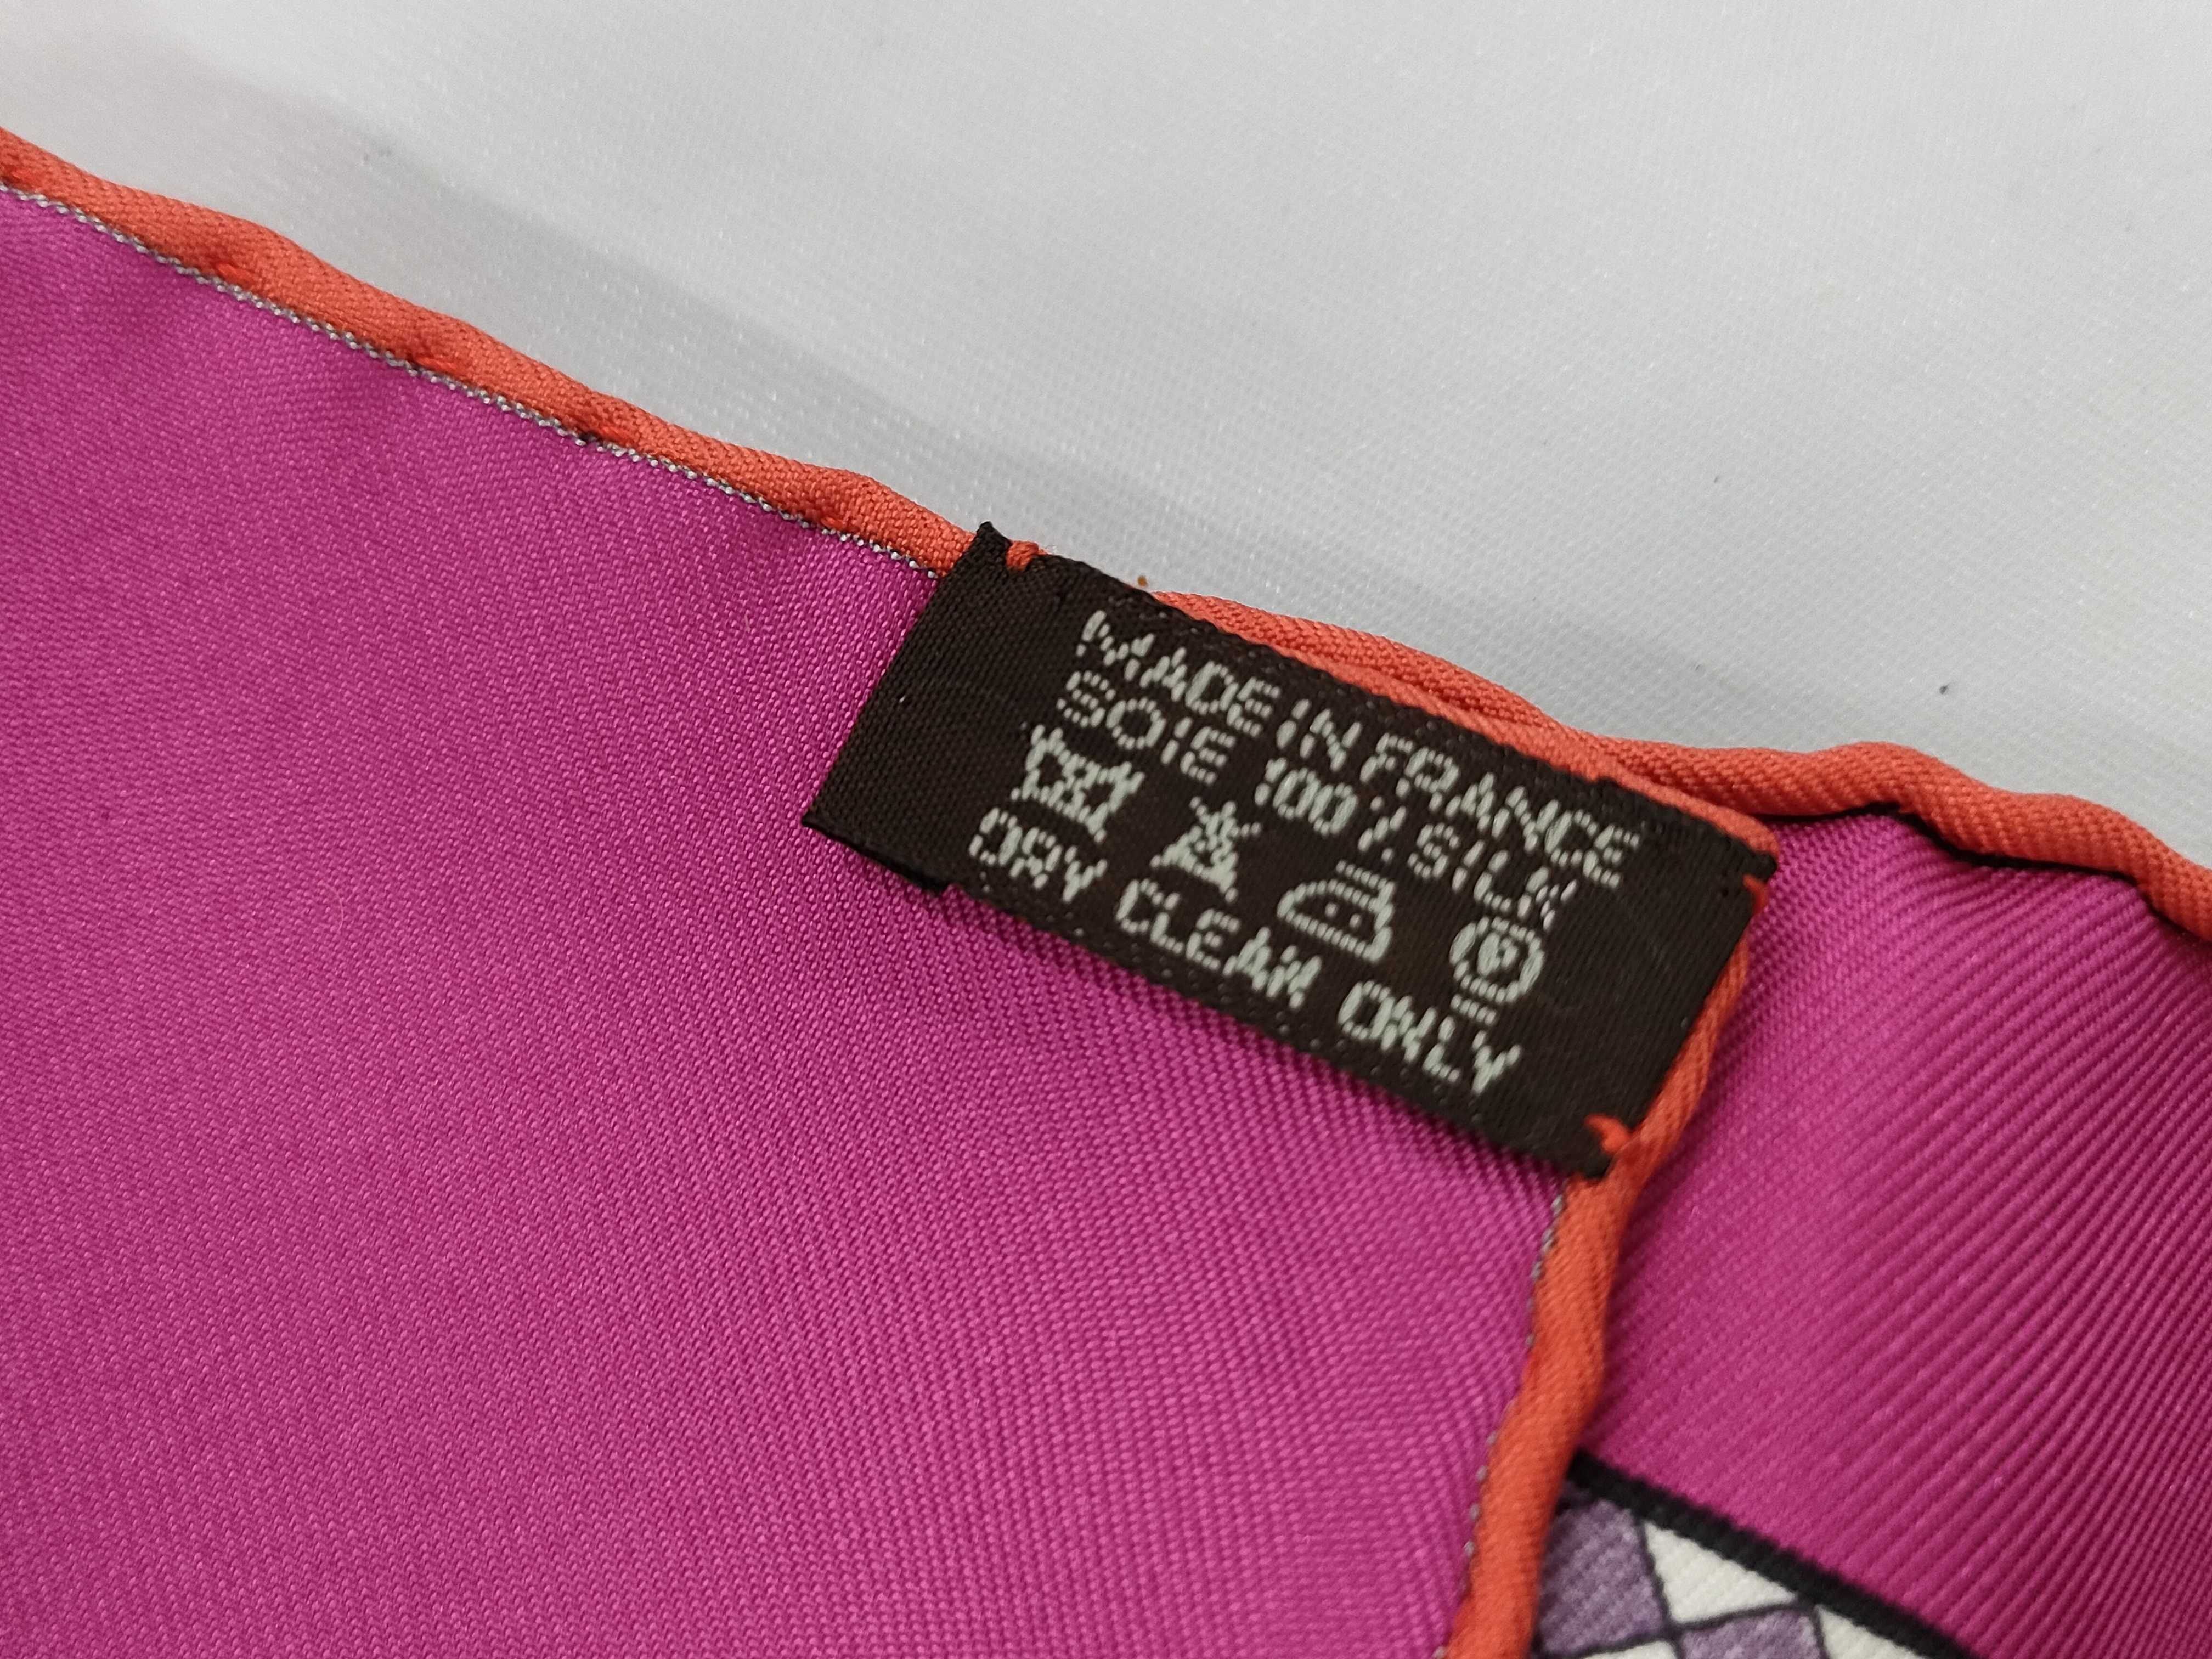 MADE IN FRANCE
SOIE 100% SILK
P
DRY CLEAN ONLY